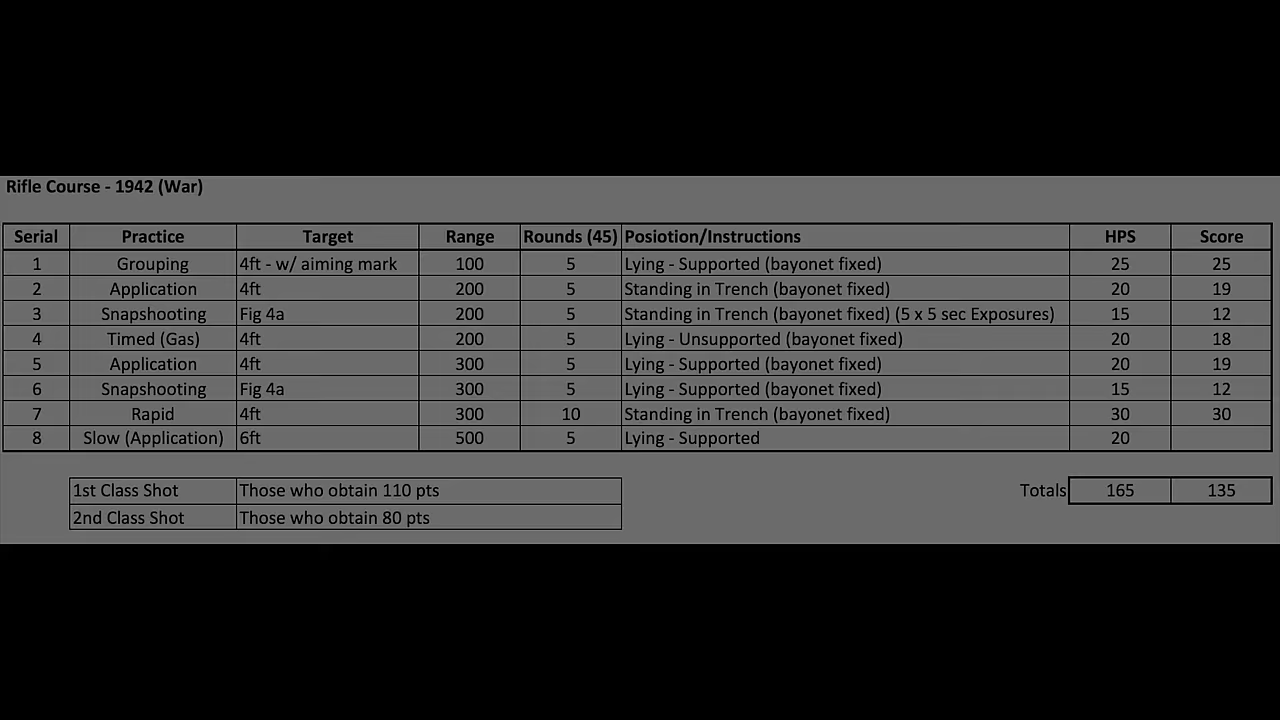 Rifle Course - 1942 (War)
Serial Practice Target Range Rounds (45) Posiotion/Instructions HPS Score
1 Grouping 4ft - w/ aiming mark 100 5 Lying - Supported (bayonet fixed) 25 25
2 Application 4ft 200 5 Standing in Trench (bayonet fixed) 20 19
3 Snapshooting Fig 4a 200 5 Standing in Trench (bayonet fixed) (5 x 5 sec Exposures) 15 12
4 Timed (Gas) 4ft 200 5 Lying - Unsupported (bayonet fixed) 20 18
5 Application 4ft 300 5 Lying - Supported (bayonet fixed) 20 19
6 Snapshooting Fig 4a 300 5 Lying - Supported (bayonet fixed) 15 12
7 Rapid 4ft 300 10 Standing in Trench (bayonet fixed) 30 30
8 Slow (Application) 6ft 500 5 Lying - Supported 20
1st Class Shot Those who obtain 110 pts Totals 165 135
2nd Class Shot Those who obtain 80 pts